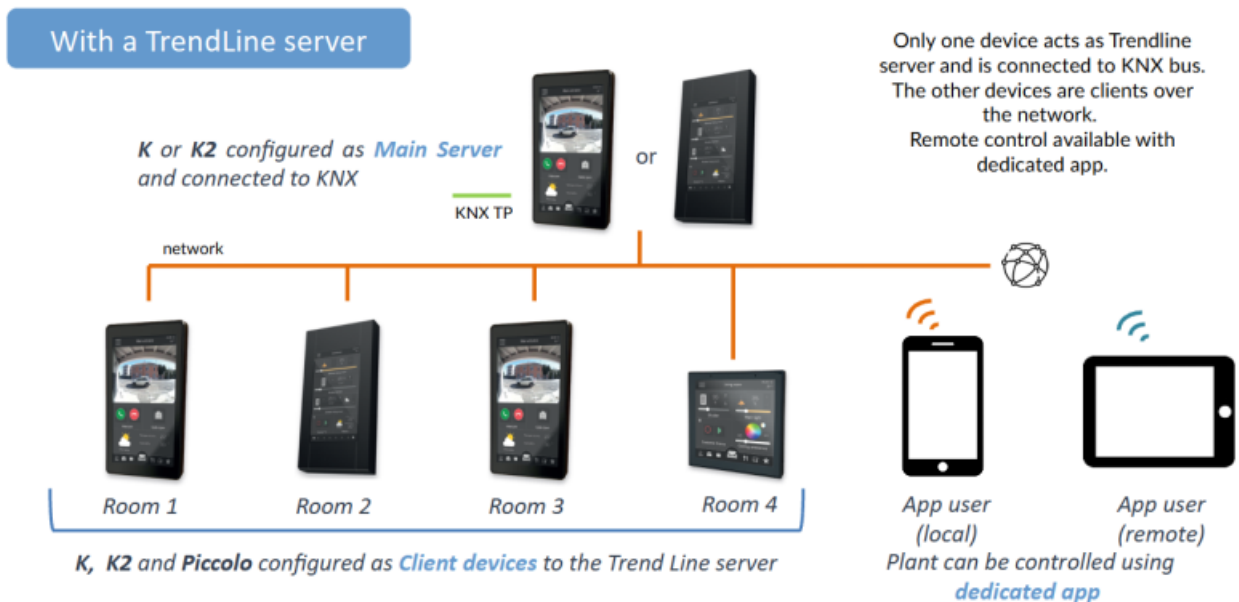 With a TrendLine server
Only one device acts as Trendline
server and is connected to KNX bus.
The other devices are clients over
the network.
Remote control available with
dedicated app.
K or K2 configured as Main Server
and connected to KNX
or
KNX TP
network
Room 1
Room 2
Room 3
Room 4
App user
(local)
App user
(remote)
K, K2 and Piccolo configured as Client devices to the Trend Line server
Plant can be controlled using
dedicated app